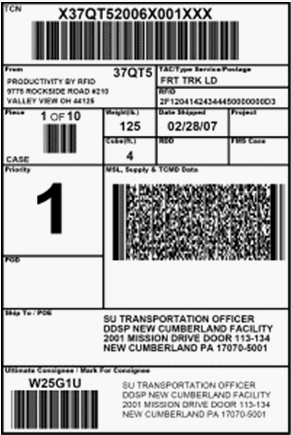 TCN
X37QT52006X001XXX
From
37QT5
PRODUCTIVITY BY RFID
9775 ROCKSIDE ROAD #210
VALLEY VIEW OH 44125
TAC/Type Service/Postage
FRT TRK LD
RFID
2F1204142434445000000000D3
Piece
1 OF 10
CASE
Weight(lb.)
125
Date Shipped
02/28/07
Project
Cube(ft.)
4
RDD
FMS Case
Priority
1
MSL, Supply & TCMD Data
POD
Ship To / POE
SU TRANSPORTATION OFFICER
DDSP NEW CUMBERLAND FACILITY
2001 MISSION DRIVE DOOR 113-134
NEW CUMBERLAND PA 17070-5001
Ultimate Consignee / Mark For Consignee
W25G1U
SU TRANSPORTATION OFFICER
DDSP NEW CUMBERLAND FACILITY
2001 MISSION DRIVE DOOR 113-134
NEW CUMBERLAND PA 17070-5001